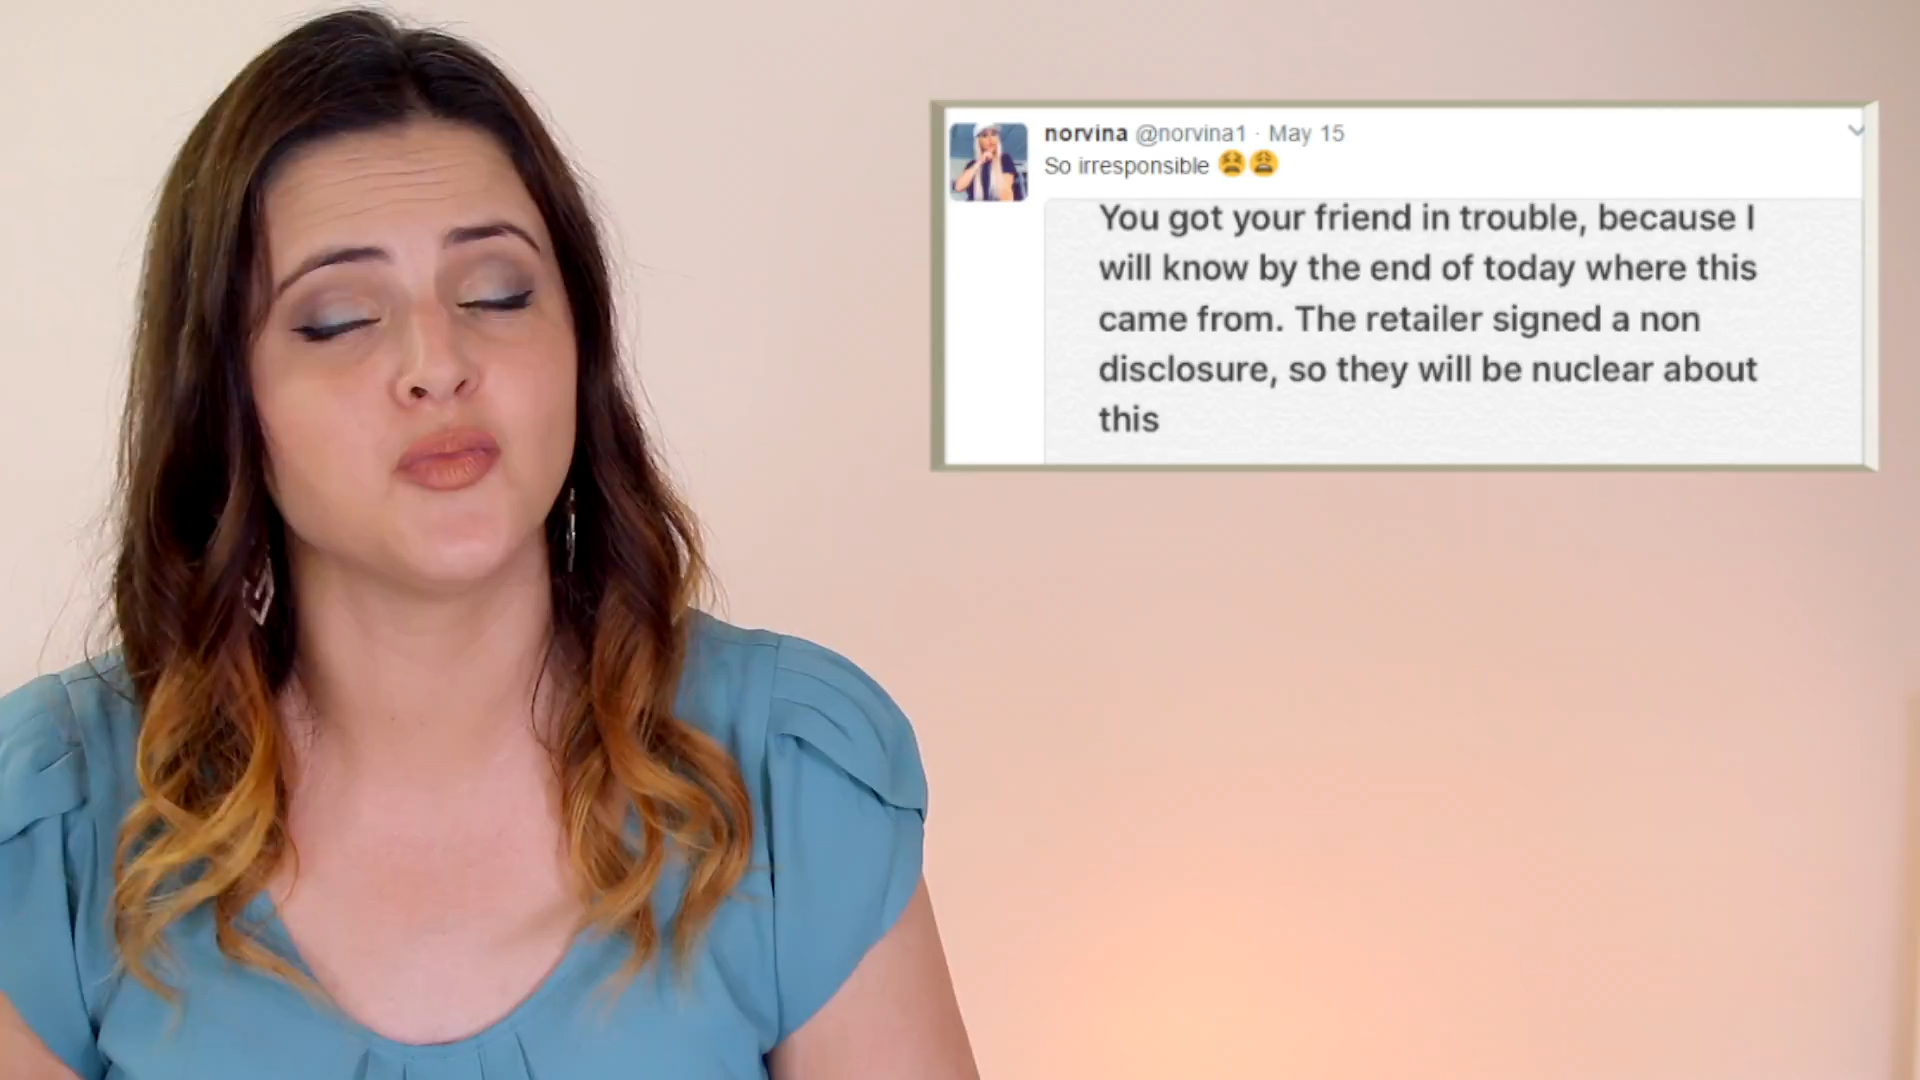 norvina @norvina1 · May 15
So irresponsible 😫😩
You got your friend in trouble, because I
will know by the end of today where this
came from. The retailer signed a non
disclosure, so they will be nuclear about
this